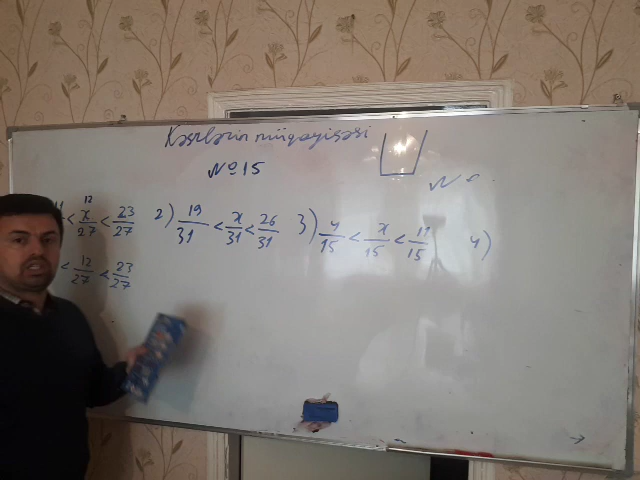 Kəsrlərin müqayisəsi
№15
12
11 < x/27 < 23/27 2) 19/31 < x/31 < 26/31 3) 4/15 < x/15 < 11/15 4)
< 12/27 < 23/27